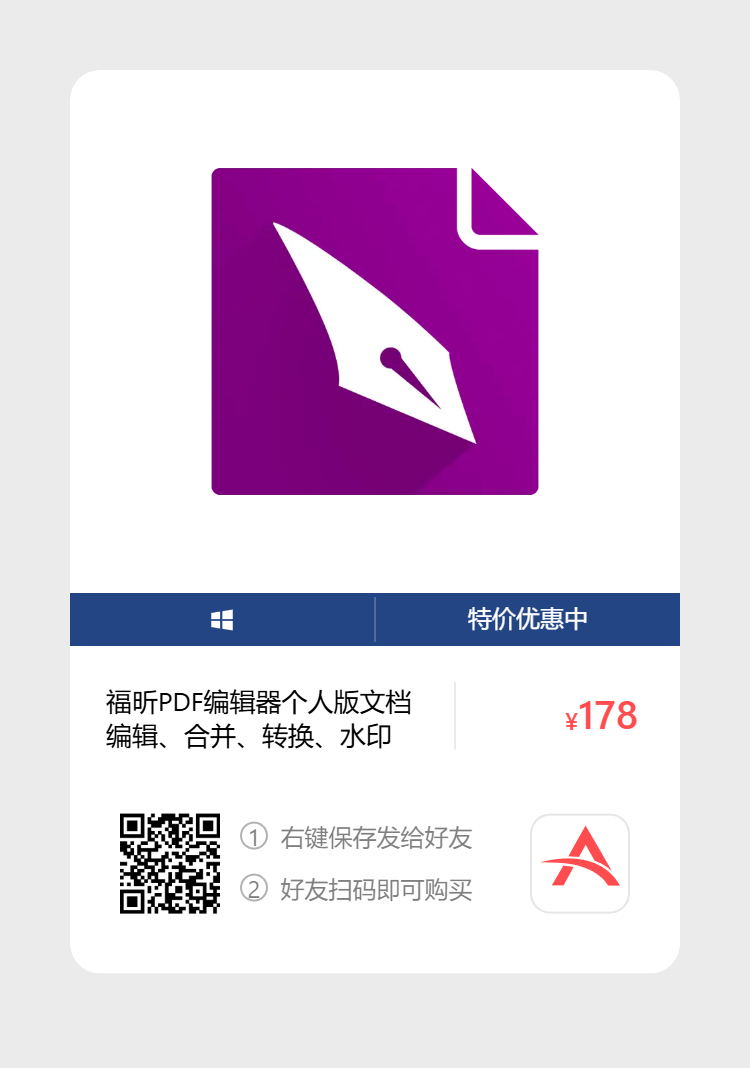 特价优惠中
福昕PDF编辑器个人版文档
编辑、合并、转换、水印
¥178
① 右键保存发给好友
② 好友扫码即可购买